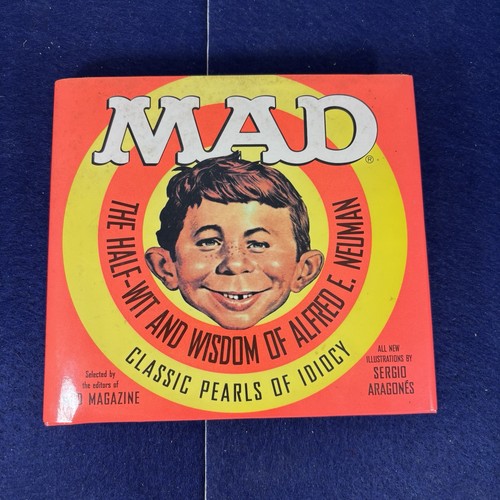 MAD®
THE HALF-WIT AND WISDOM OF ALFRED E. NEUMAN
CLASSIC PEARLS OF IDIOCY
Selected by
the editors of
D MAGAZINE
ALL NEW
ILLUSTRATIONS BY
SERGIO
ARAGONÉS